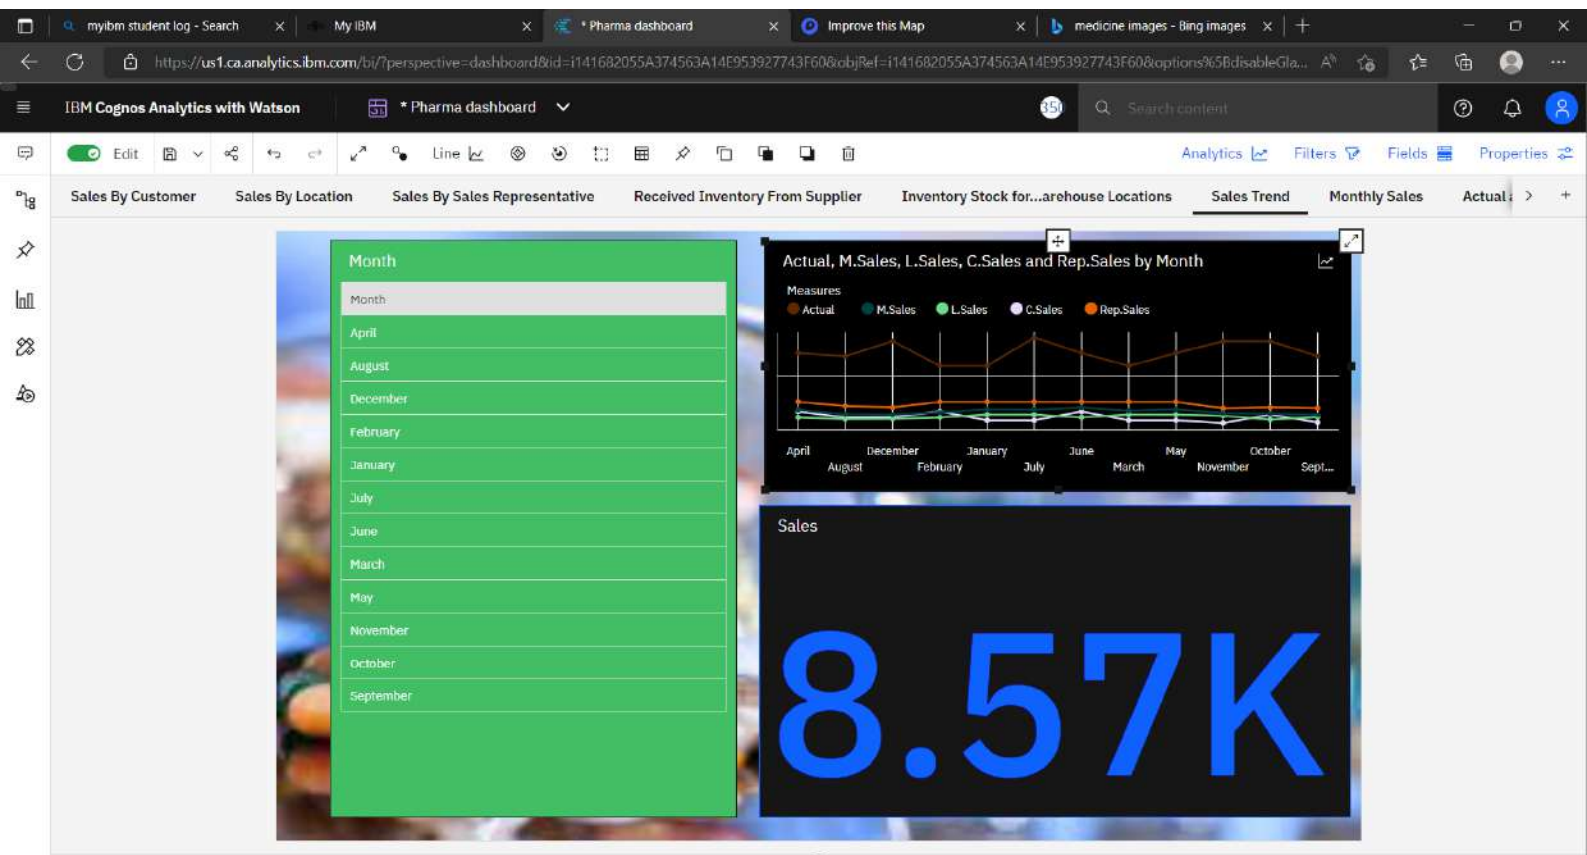 myibm student log - Search
My IBM
* Pharma dashboard
Improve this Map
medicine images - Bing images
https://us1.ca.analytics.ibm.com/bi/?perspective=dashboard&id=i141682055A374563A14E953927743F60&objRef=i141682055A374563A14E953927743F60&options%5BdisableGla...
IBM Cognos Analytics with Watson
* Pharma dashboard
Search content
Edit
Line
Analytics
Filters
Fields
Properties
Sales By Customer
Sales By Location
Sales By Sales Representative
Received Inventory From Supplier
Inventory Stock for...arehouse Locations
Sales Trend
Monthly Sales
Actual
Month
Month
April
August
December
February
January
July
June
March
May
November
October
September
Actual, M.Sales, L.Sales, C.Sales and Rep.Sales by Month
Measures
Actual M.Sales L.Sales C.Sales Rep.Sales
April December January June May October
August February July March November Sept...
Sales
8.57K